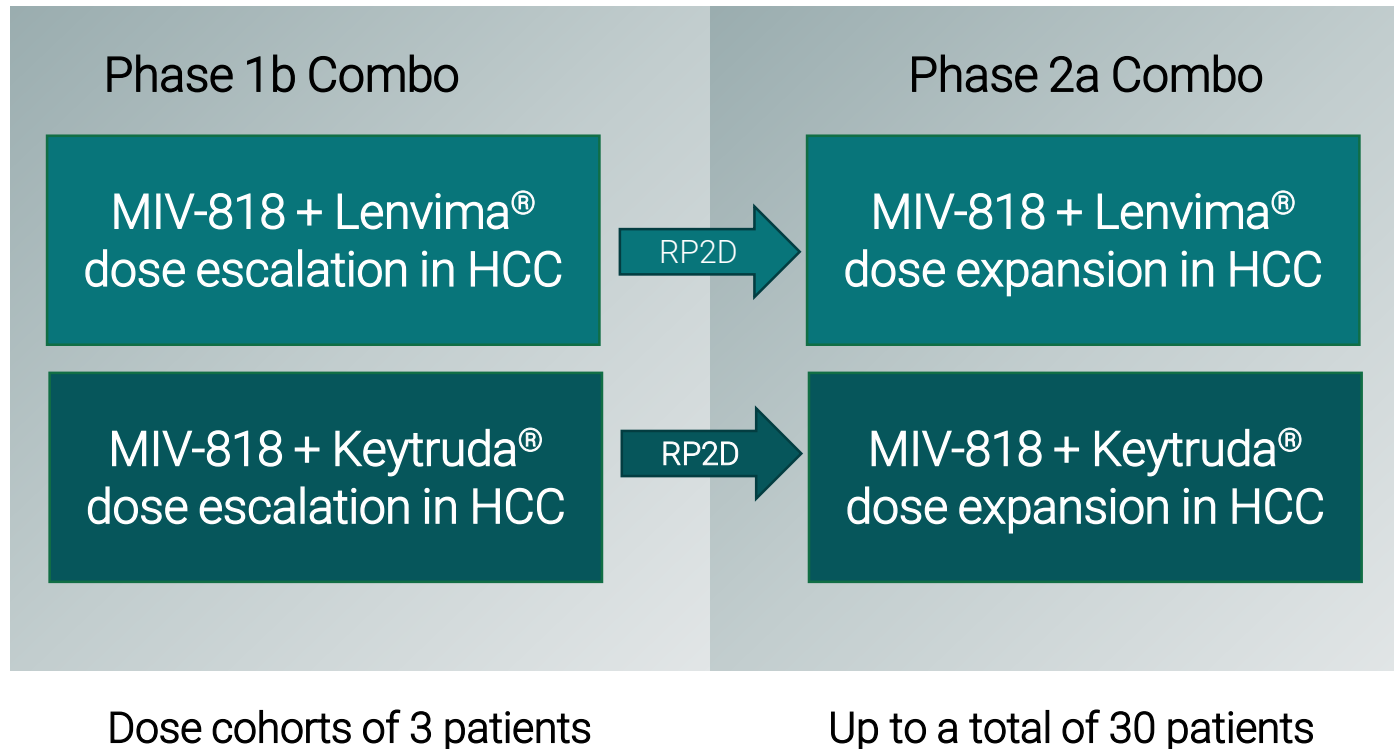 Phase 1b Combo
Phase 2a Combo
MIV-818 + Lenvima®
dose escalation in HCC
RP2D
MIV-818 + Lenvima®
dose expansion in HCC
MIV-818 + Keytruda®
dose escalation in HCC
RP2D
MIV-818 + Keytruda®
dose expansion in HCC
Dose cohorts of 3 patients
Up to a total of 30 patients